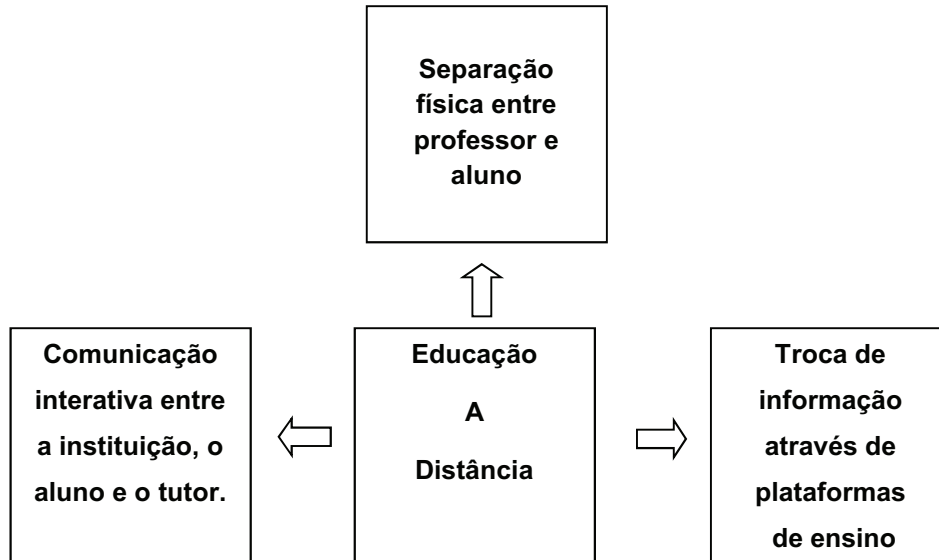 Separação
física entre
professor e
aluno
Comunicação
interativa entre
a instituição, o
aluno e o tutor.
Educação
A
Distância
Troca de
informação
através de
plataformas
de ensino